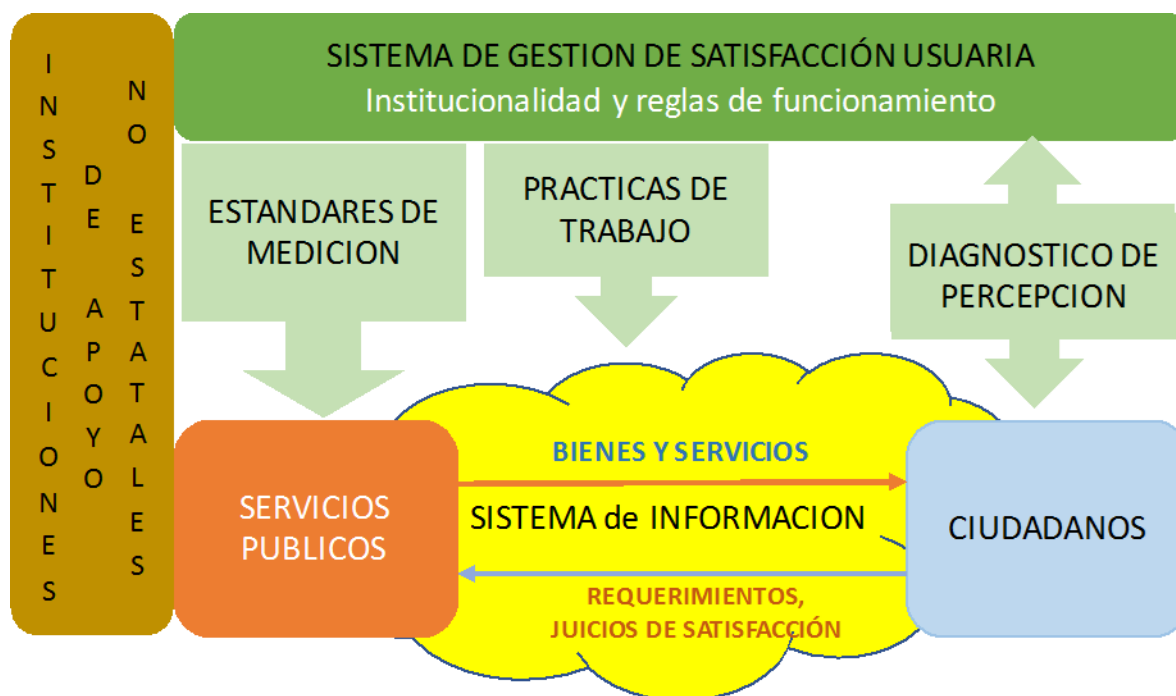 INSTITUCIONES
DE APOYO
NO ESTATALES
SISTEMA DE GESTION DE SATISFACCIÓN USUARIA
Institucionalidad y reglas de funcionamiento
ESTANDARES DE
MEDICION
PRACTICAS DE
TRABAJO
DIAGNOSTICO DE
PERCEPCION
SERVICIOS
PUBLICOS
BIENES Y SERVICIOS
SISTEMA de INFORMACION
REQUERIMIENTOS,
JUICIOS DE SATISFACCIÓN
CIUDADANOS